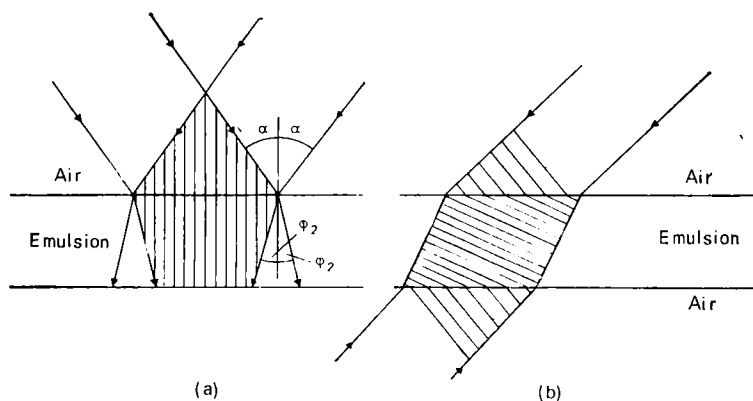 α α
Air
Emulsion
Φ₂
φ₂
(a)
Air
Emulsion
Air
(b)